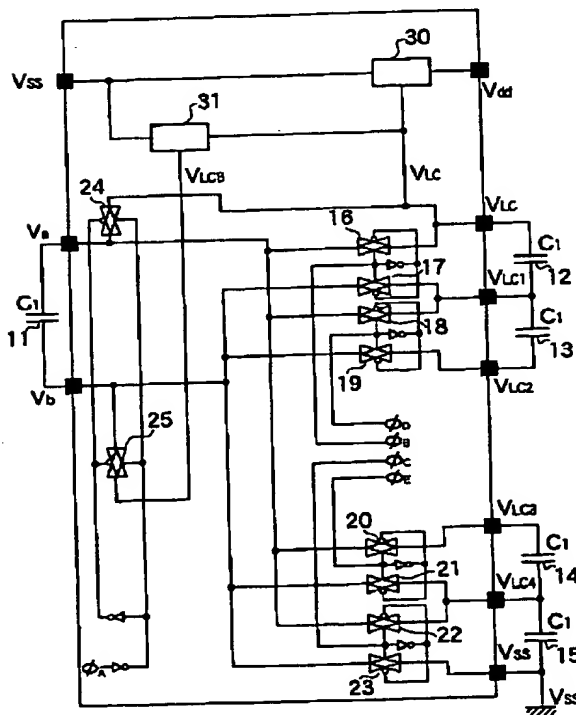 30
VSS
Vdd
31
VLCB
VLC
24
16
VLC
Va
C1
12
17
VLC1
C1
11
18
C1
13
19
VLC2
Vb
25
φD
φB
φC
φE
VLC3
20
C1
14
21
VLC4
22
C1
15
VSS
φA
23
VSS